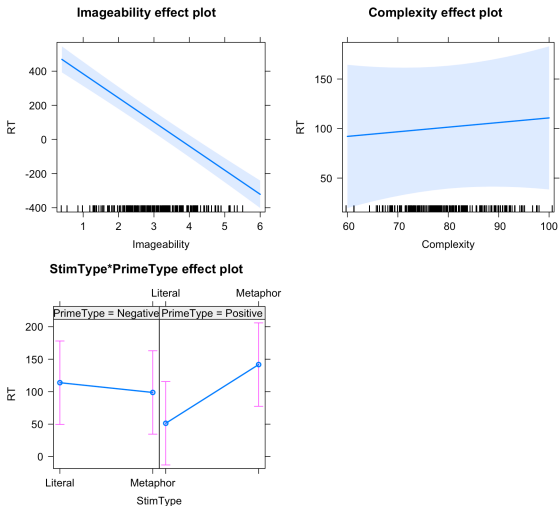 Imageability effect plot
RT
400
200
0
-200
-400
1 2 3 4 5 6
Imageability
Complexity effect plot
RT
150
100
50
60 70 80 90 100
Complexity
StimType*PrimeType effect plot
Literal Metaphor
PrimeType = Negative PrimeType = Positive
RT
200
150
100
50
0
Literal Metaphor
StimType